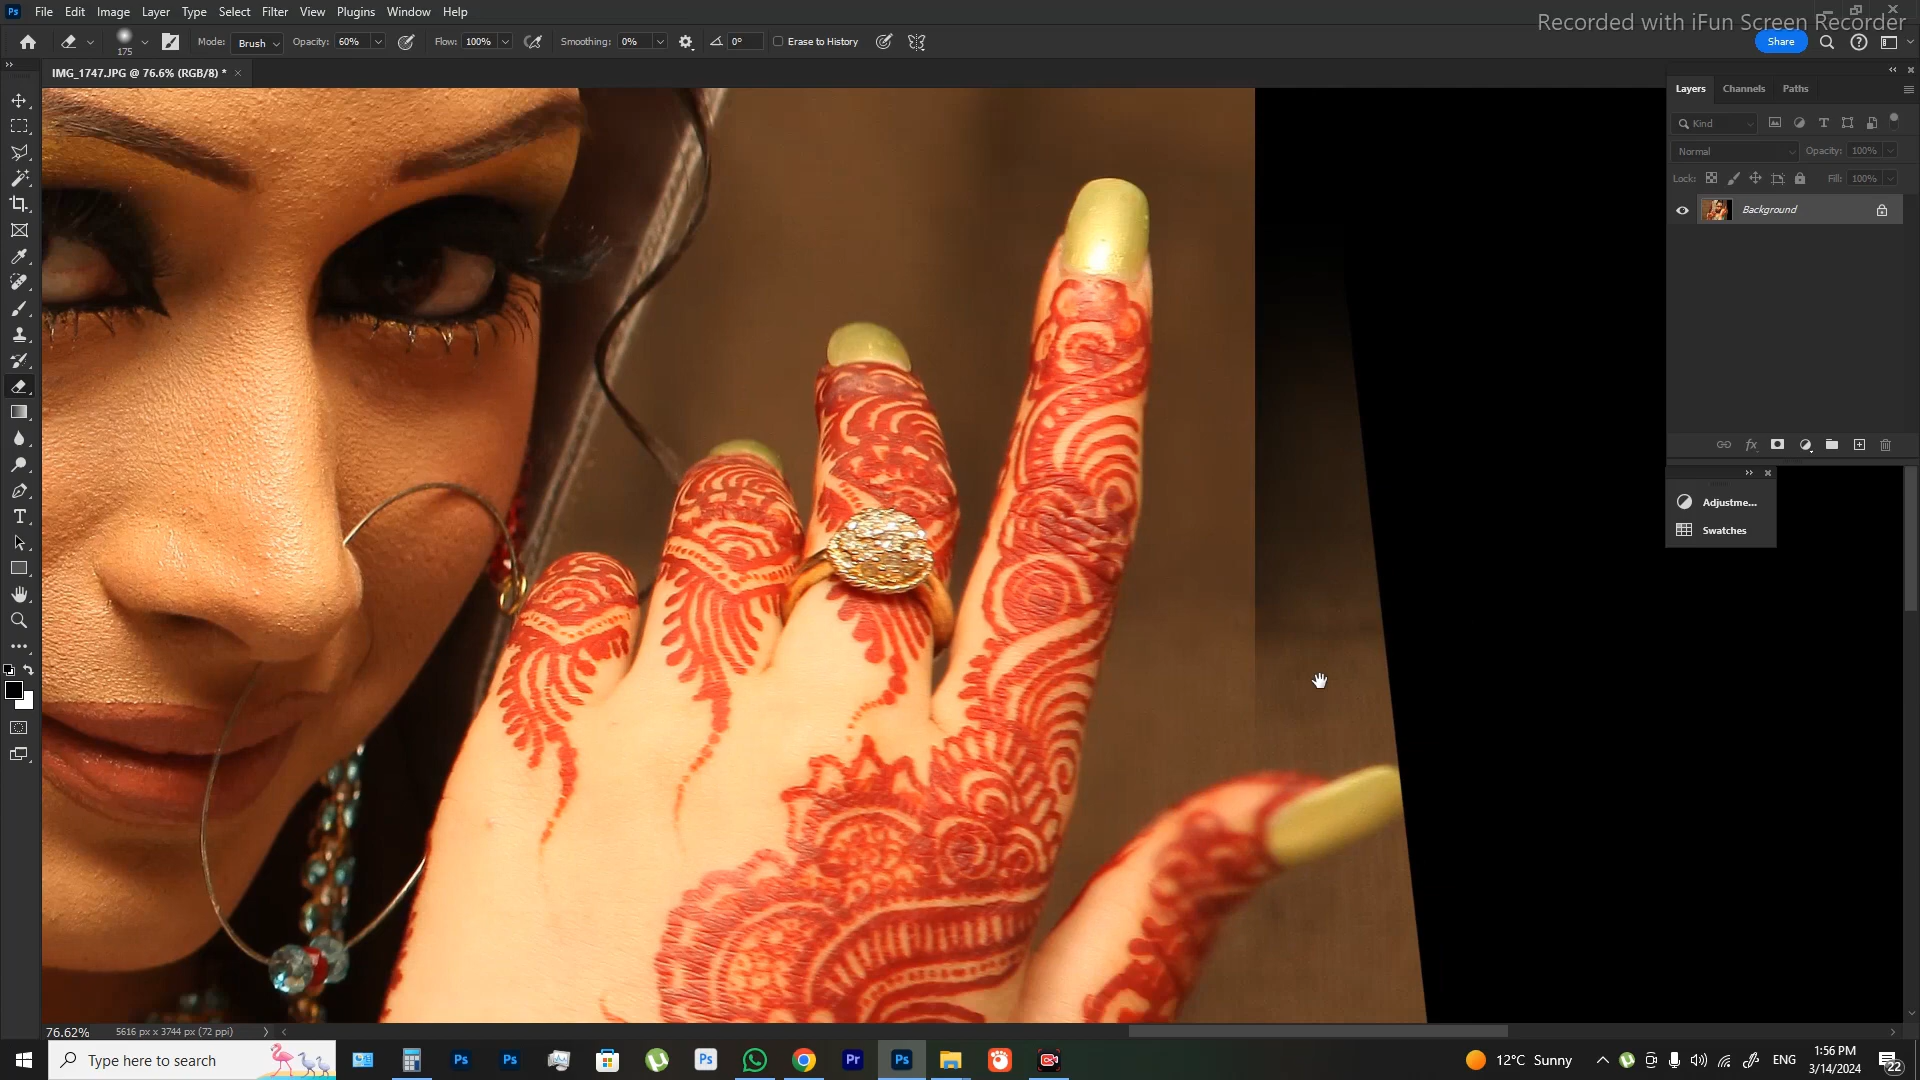 File Edit Image Layer Type Select Filter View Plugins Window Help
Recorded with iFun Screen Recorder
175 Mode: Brush Opacity: 60% Flow: 100% Smoothing: 0% 0° Erase to History Share
IMG_1747.JPG @ 76.6% (RGB/8) *
Layers Channels Paths
Kind
Normal Opacity: 100%
Lock: Fill: 100%
Background
Adjustme...
Swatches
76.62% 5616 px x 3744 px (72 ppi)
Type here to search
12°C Sunny
ENG
1:56 PM
3/14/2024
22